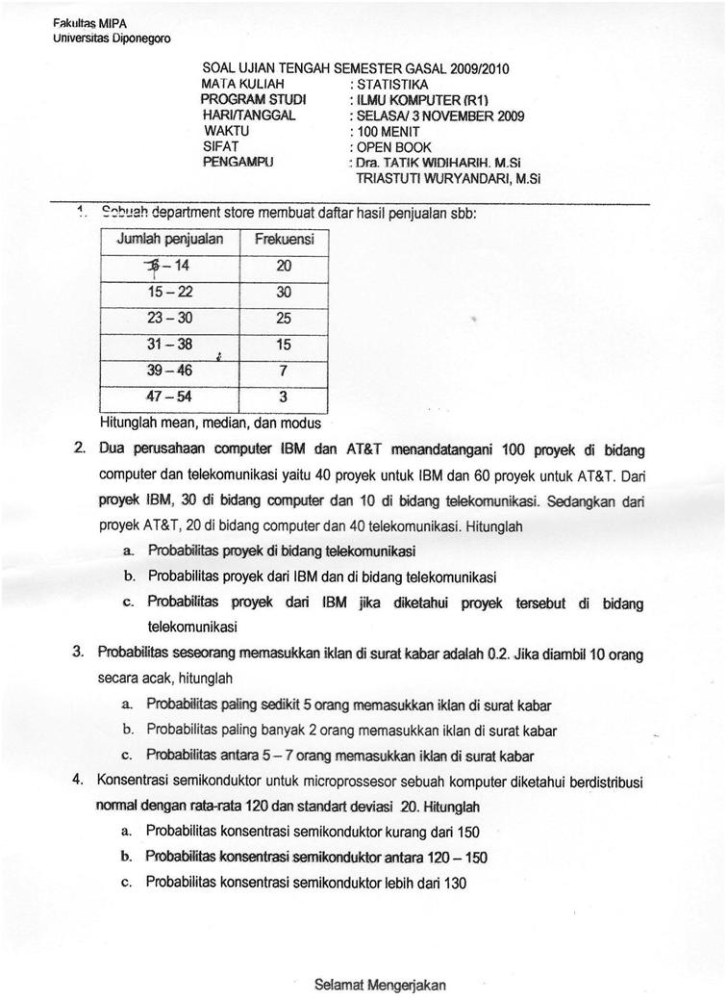 Fakultas MIPA
Universitas Diponegoro
SOAL UJIAN TENGAH SEMESTER GASAL 2009/2010
MATA KULIAH : STATISTIKA
PROGRAM STUDI : ILMU KOMPUTER (R1)
HARI/TANGGAL : SELASA/ 3 NOVEMBER 2009
WAKTU : 100 MENIT
SIFAT : OPEN BOOK
PENGAMPU : Dra. TATIK WIDIHARIH. M.Si
TRIASTUTI WURYANDARI, M.Si
1. Sebuah department store membuat daftar hasil penjualan sbb:
Jumlah penjualan Frekuensi
– 14 20
15 – 22 30
23 – 30 25
31 – 38 15
39 – 46 7
47 – 54 3
Hitunglah mean, median, dan modus
2. Dua perusahaan computer IBM dan AT&T menandatangani 100 proyek di bidang
computer dan telekomunikasi yaitu 40 proyek untuk IBM dan 60 proyek untuk AT&T. Dari
proyek IBM, 30 di bidang computer dan 10 di bidang telekomunikasi. Sedangkan dari
proyek AT&T, 20 di bidang computer dan 40 telekomunikasi. Hitunglah
a. Probabilitas proyek di bidang telekomunikasi
b. Probabilitas proyek dari IBM dan di bidang telekomunikasi
c. Probabilitas proyek dari IBM jika diketahui proyek tersebut di bidang
telekomunikasi
3. Probabilitas seseorang memasukkan iklan di surat kabar adalah 0.2. Jika diambil 10 orang
secara acak, hitunglah
a. Probabilitas paling sedikit 5 orang memasukkan iklan di surat kabar
b. Probabilitas paling banyak 2 orang memasukkan iklan di surat kabar
c. Probabilitas antara 5 – 7 orang memasukkan iklan di surat kabar
4. Konsentrasi semikonduktor untuk microprossesor sebuah komputer diketahui berdistribusi
normal dengan rata-rata 120 dan standart deviasi 20. Hitunglah
a. Probabilitas konsentrasi semikonduktor kurang dari 150
b. Probabilitas konsentrasi semikonduktor antara 120 – 150
c. Probabilitas konsentrasi semikonduktor lebih dari 130
Selamat Mengerjakan